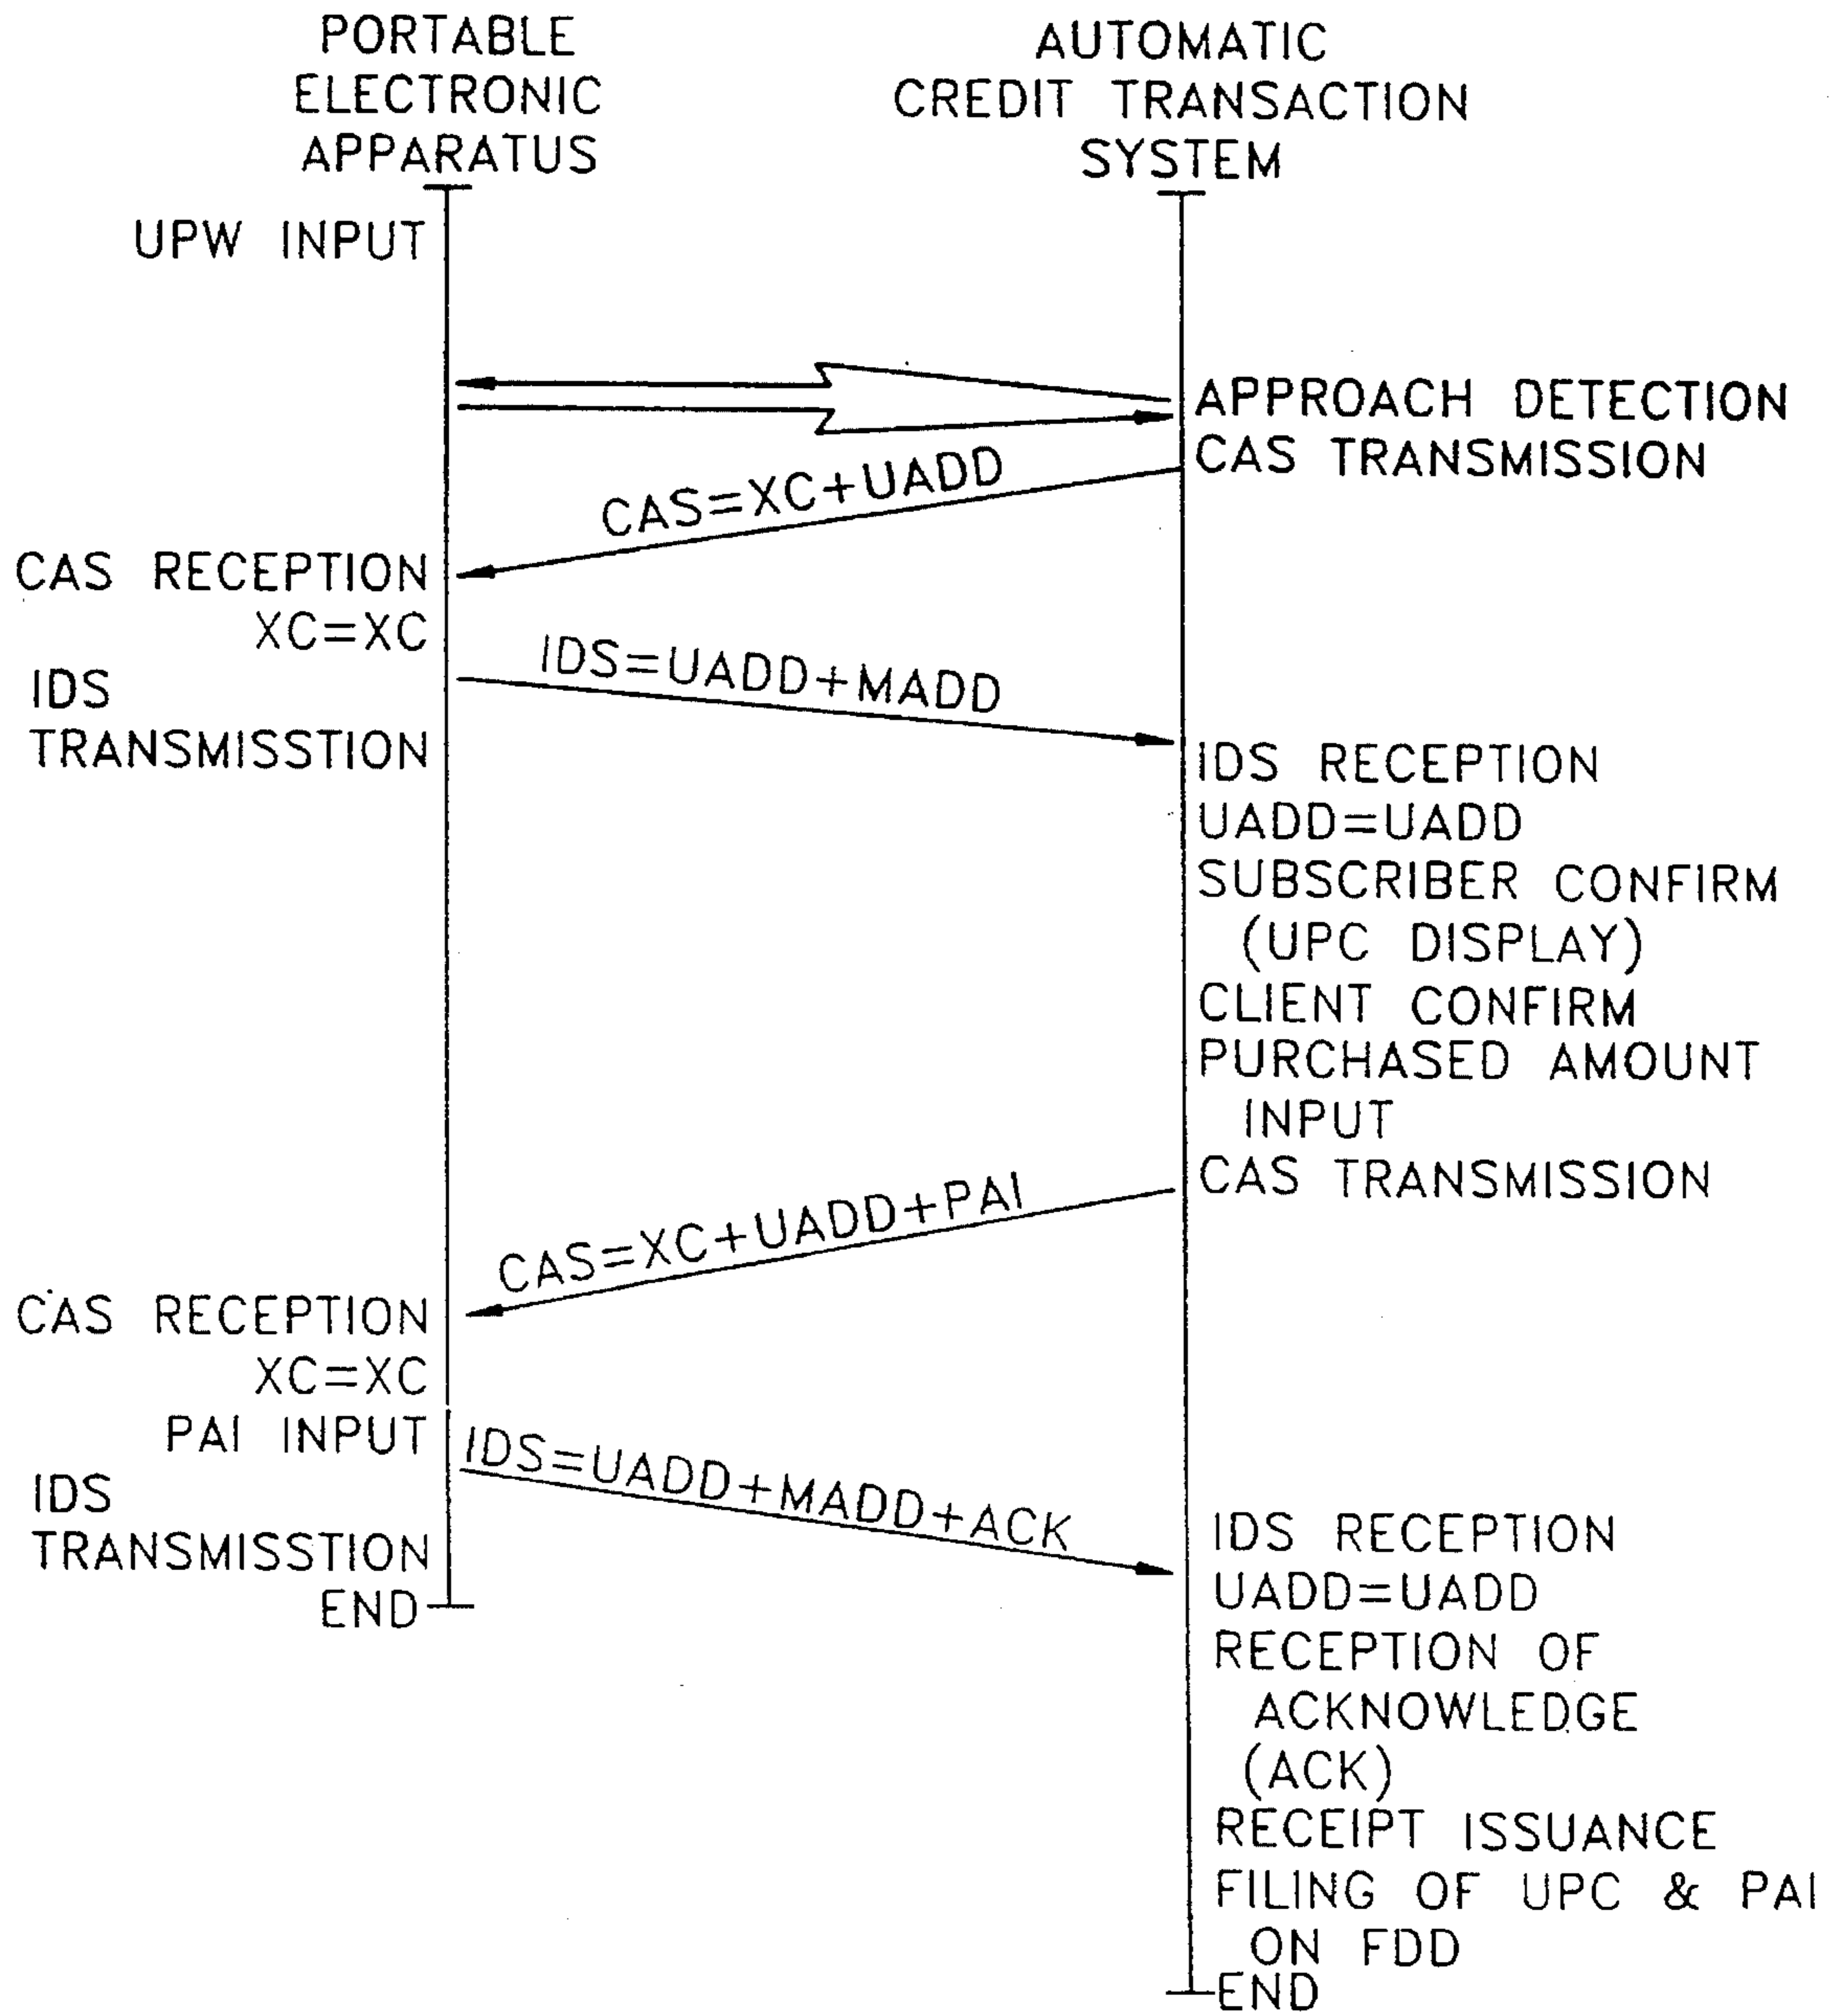 PORTABLE
ELECTRONIC
APPARATUS
AUTOMATIC
CREDIT TRANSACTION
SYSTEM
UPW INPUT
APPROACH DETECTION
CAS TRANSMISSION
CAS=XC+UADD
CAS RECEPTION
XC=XC
IDS=UADD+MADD
IDS
TRANSMISSTION
IDS RECEPTION
UADD=UADD
SUBSCRIBER CONFIRM
(UPC DISPLAY)
CLIENT CONFIRM
PURCHASED AMOUNT
INPUT
CAS TRANSMISSION
CAS=XC+UADD+PAI
CAS RECEPTION
XC=XC
PAI INPUT
IDS=UADD+MADD+ACK
IDS
TRANSMISSTION
END
IDS RECEPTION
UADD=UADD
RECEPTION OF
ACKNOWLEDGE
(ACK)
RECEIPT ISSUANCE
FILING OF UPC & PAI
ON FDD
END